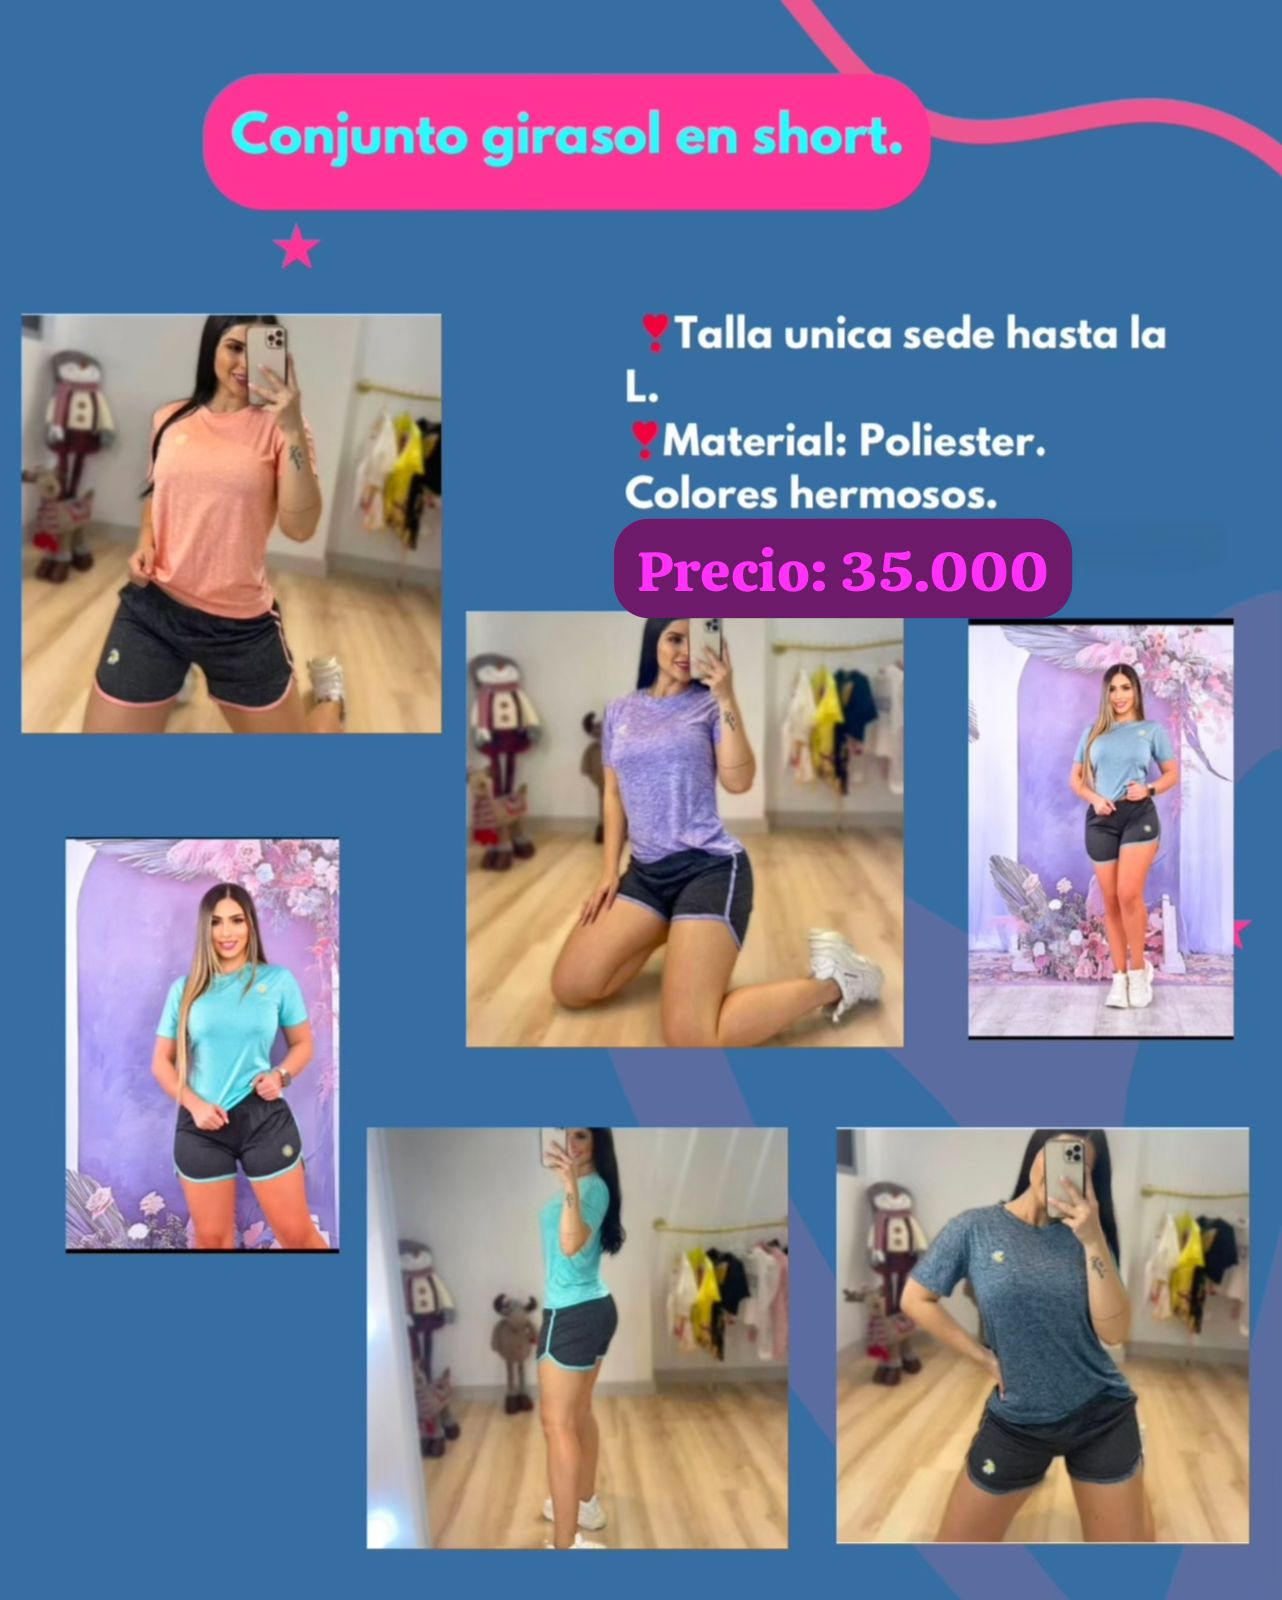 Conjunto girasol en short.
❣Talla unica sede hasta la
L.
❣Material: Poliester.
Colores hermosos.
Precio: 35.000